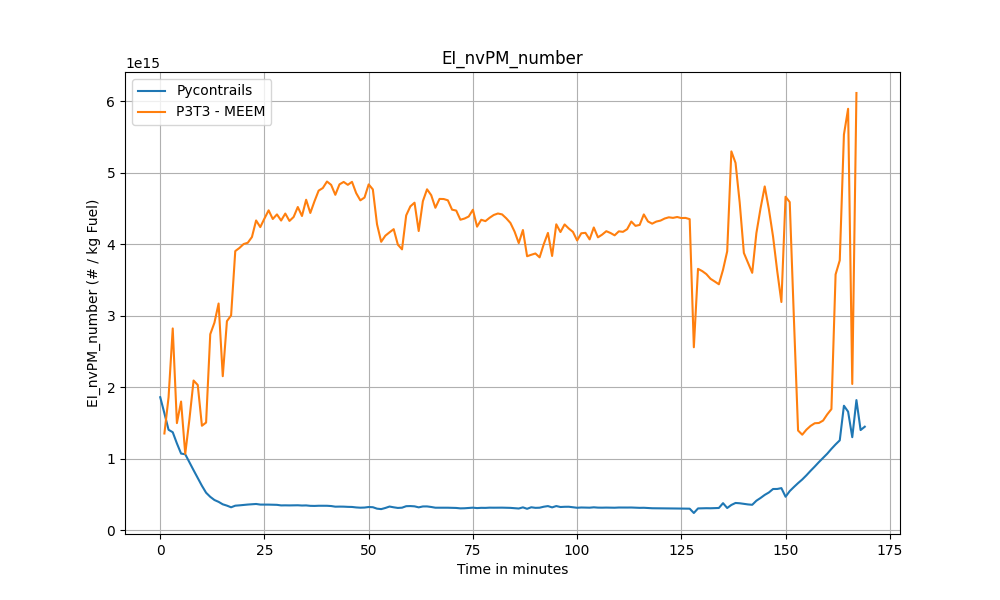 EI_nvPM_number
1e15
Pycontrails
P3T3 - MEEM
6
5
4
3
2
1
0
EI_nvPM_number (# / kg Fuel)
0 25 50 75 100 125 150 175
Time in minutes